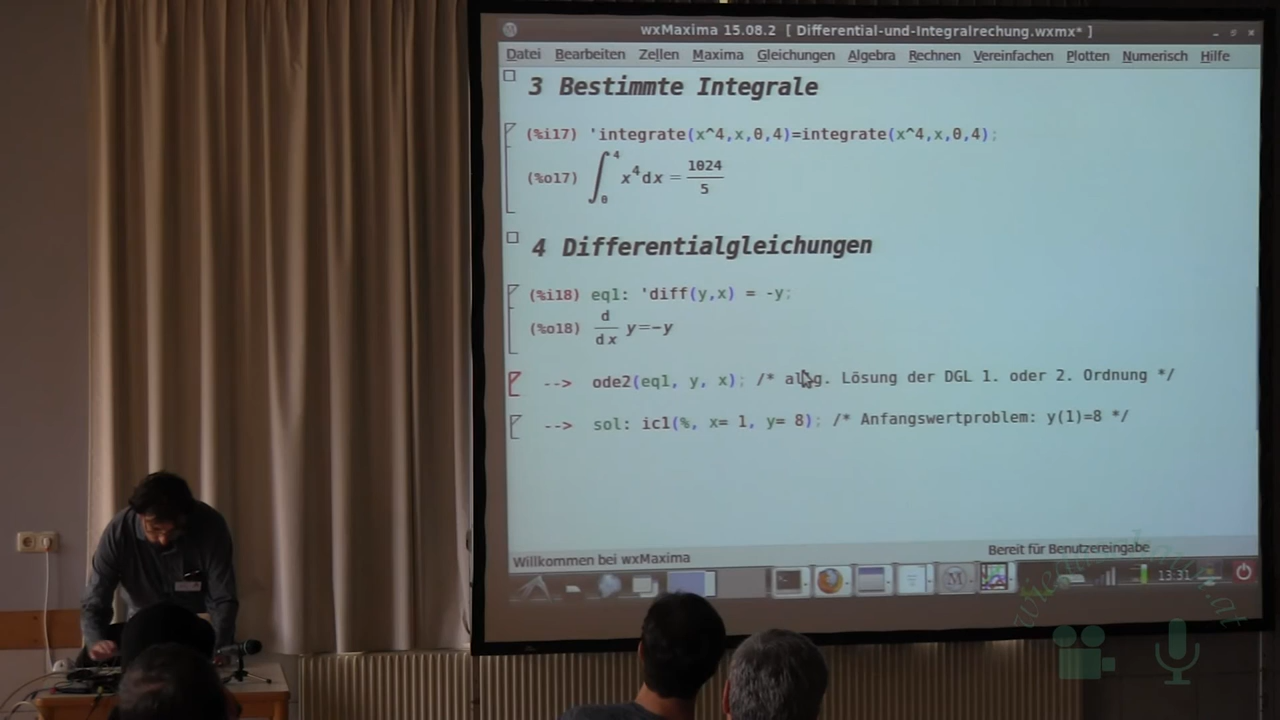 wxMaxima 15.08.2 [ Differential-und-Integralrechung.wxmx* ]
Datei Bearbeiten Zellen Maxima Gleichungen Algebra Rechnen Vereinfachen Plotten Numerisch Hilfe
3 Bestimmte Integrale
(%i17) 'integrate(x^4,x,0,4)=integrate(x^4,x,0,4);
(%o17) ∫₀⁴ x⁴dx = 1024/5
4 Differentialgleichungen
(%i18) eq1: 'diff(y,x) = -y;
(%o18) d/dx y=-y
--> ode2(eq1, y, x); /* allg. Lösung der DGL 1. oder 2. Ordnung */
--> sol: ic1(%, x= 1, y= 8); /* Anfangswertproblem: y(1)=8 */
Willkommen bei wxMaxima
Bereit für Benutzereingabe
13:31